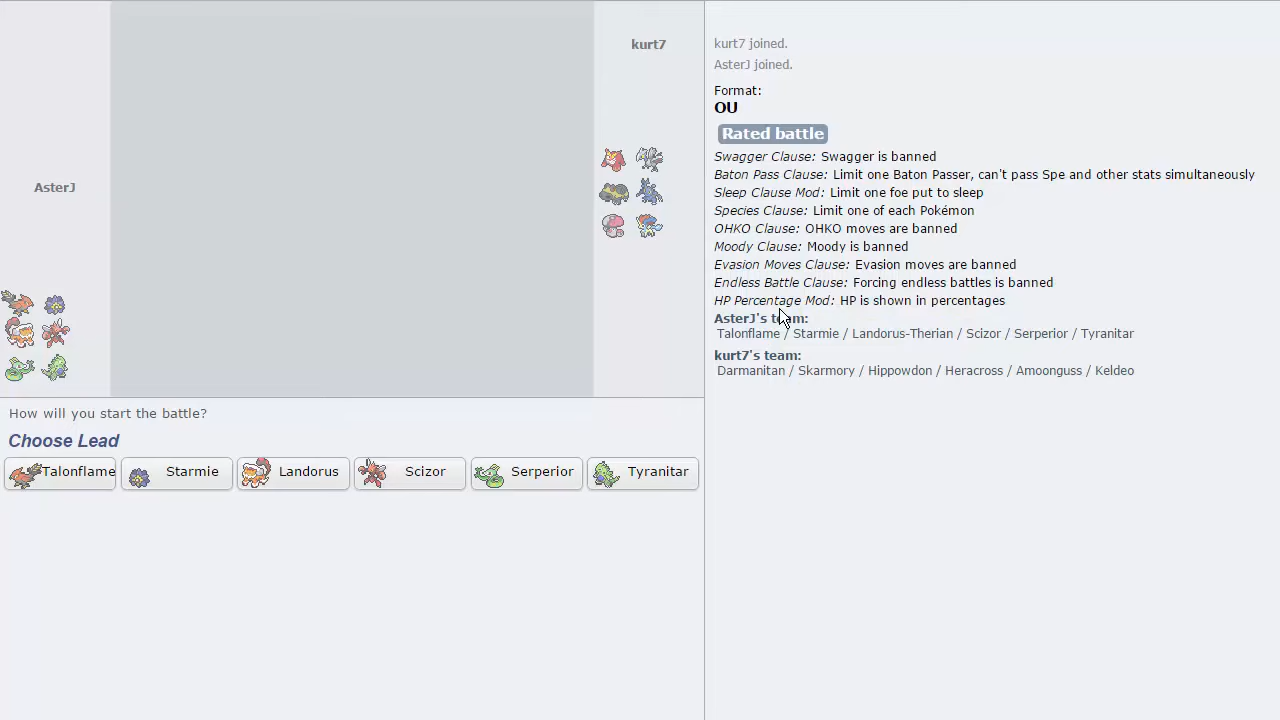 kurt7
AsterJ
kurt7 joined.
AsterJ joined.
Format:
OU
Rated battle
Swagger Clause: Swagger is banned
Baton Pass Clause: Limit one Baton Passer, can't pass Spe and other stats simultaneously
Sleep Clause Mod: Limit one foe put to sleep
Species Clause: Limit one of each Pokémon
OHKO Clause: OHKO moves are banned
Moody Clause: Moody is banned
Evasion Moves Clause: Evasion moves are banned
Endless Battle Clause: Forcing endless battles is banned
HP Percentage Mod: HP is shown in percentages
AsterJ's team:
Talonflame / Starmie / Landorus-Therian / Scizor / Serperior / Tyranitar
kurt7's team:
Darmanitan / Skarmory / Hippowdon / Heracross / Amoonguss / Keldeo
How will you start the battle?
Choose Lead
Talonflame Starmie Landorus Scizor Serperior Tyranitar